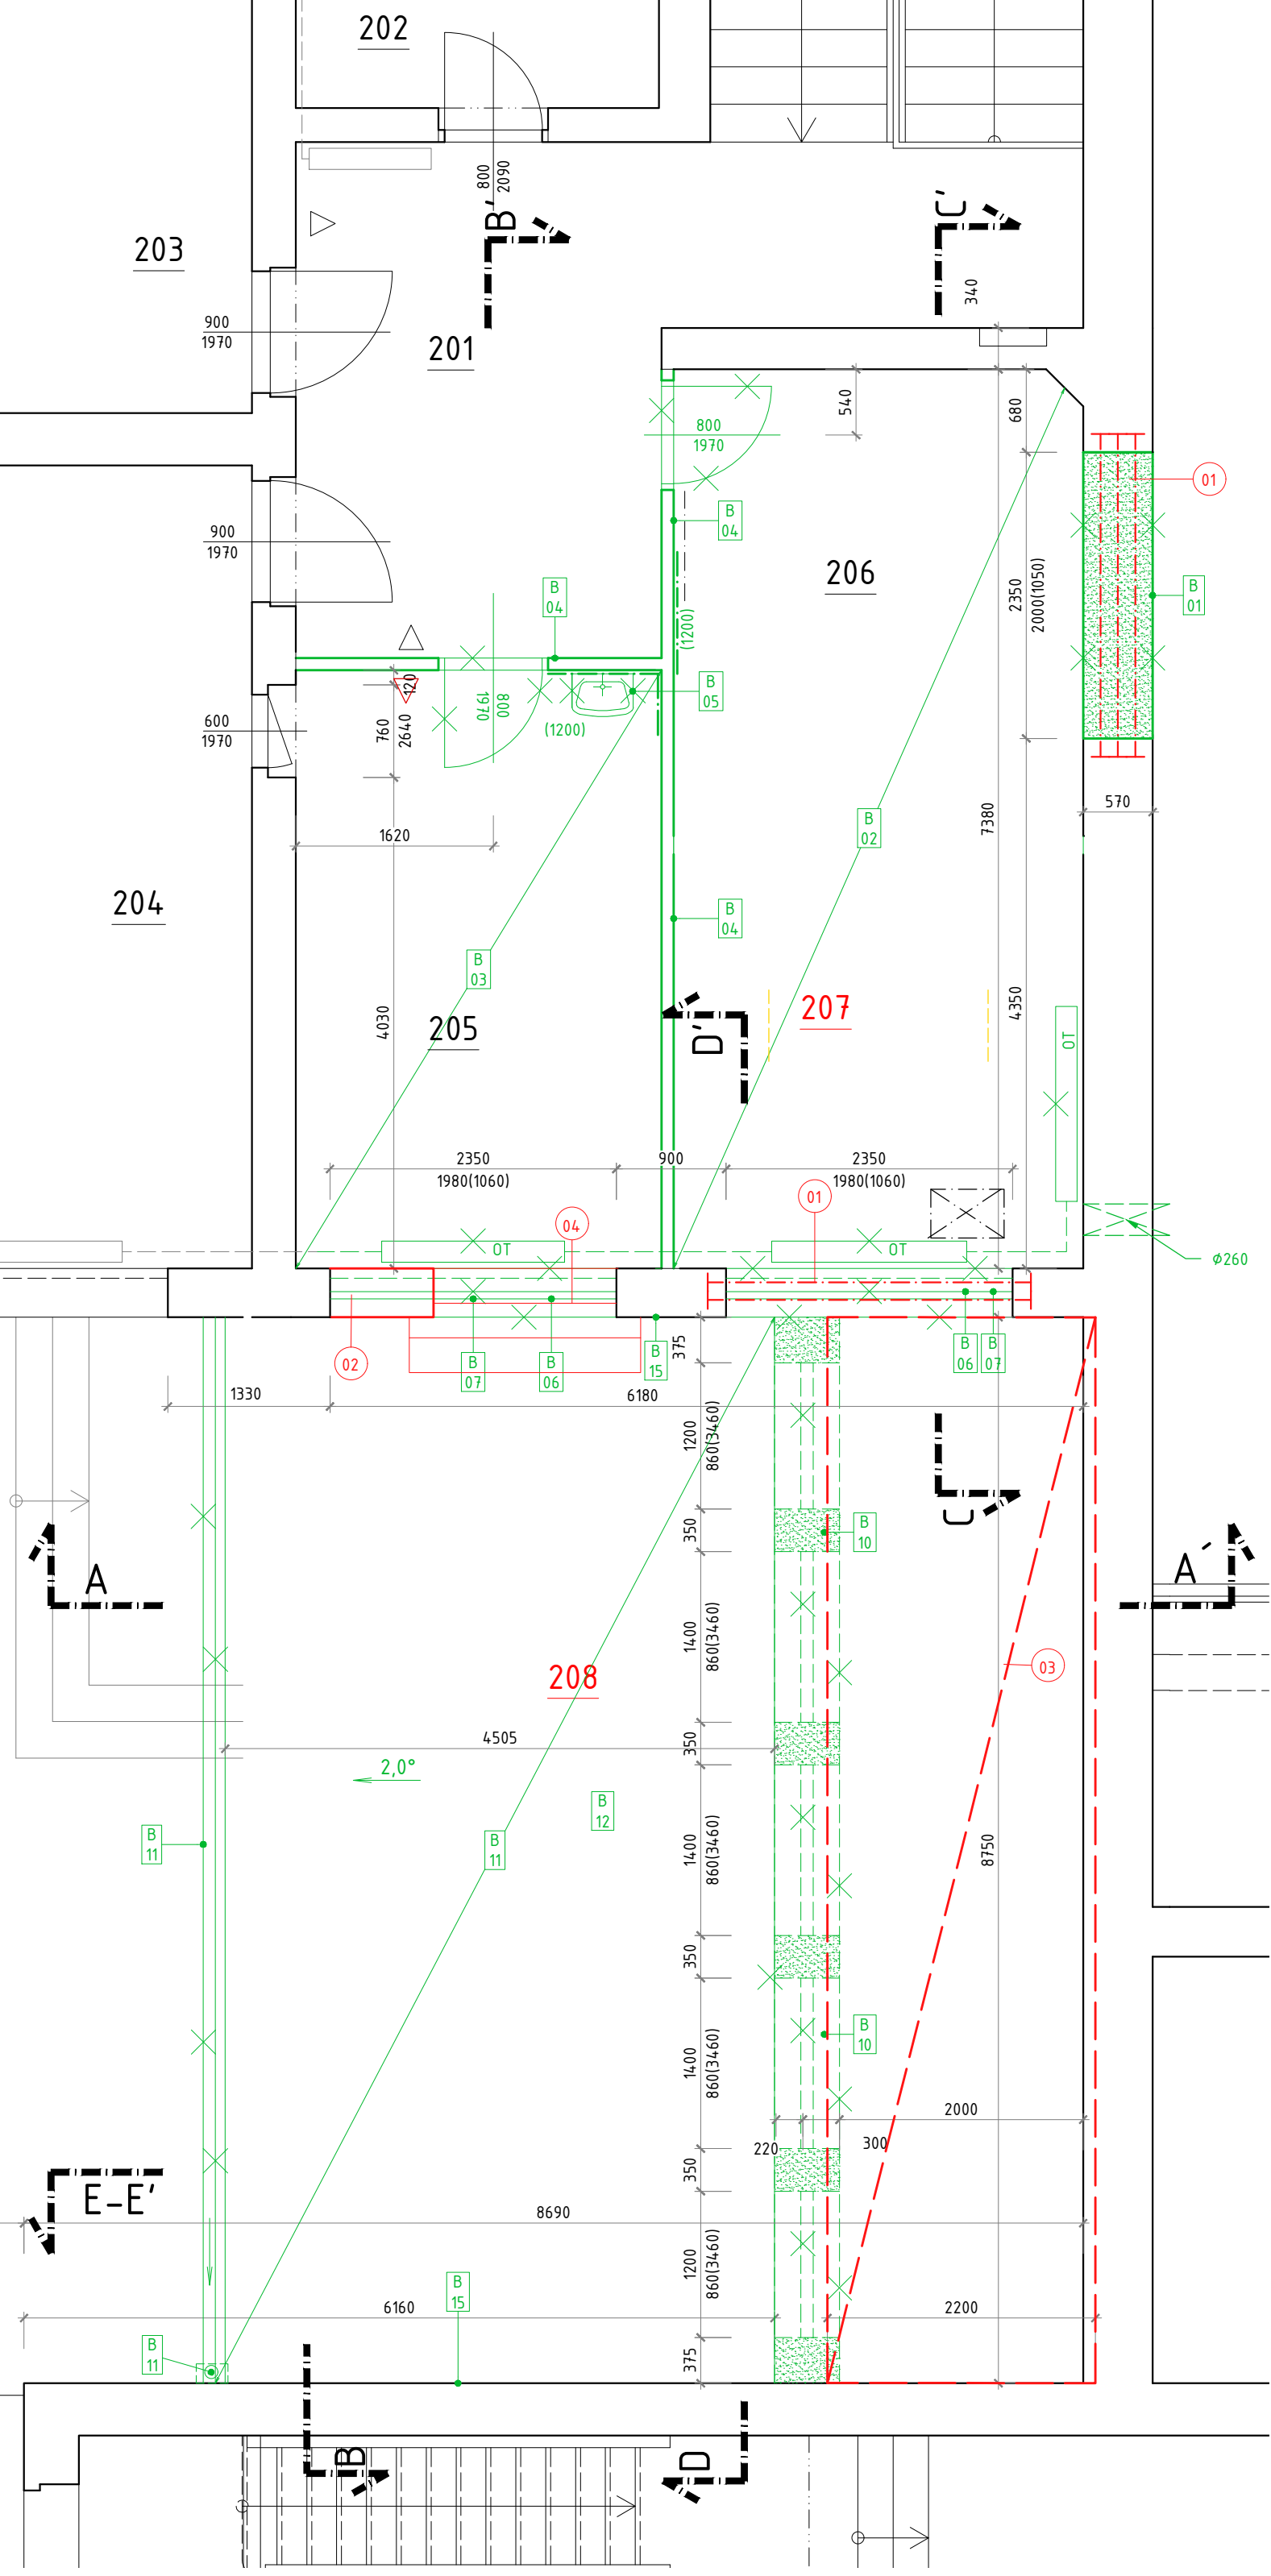 202
800
2090
B'
C'
203
340
900
1970
201
540
680
800
1970
01
B
04
900
1970
206
2350
2000(1050)
B
04
B
01
(1200)
120
B
05
600
1970
760
2640
800
1970
(1200)
570
1620
7380
B
02
204
B
04
B
03
207
4350
4030
205
D'
OT
2350
900
2350
1980(1060)
1980(1060)
01
04
OT
OT
ϕ260
02
B
07
B
06
B
15
375
B
06
B
07
1330
6180
1200
860(3460)
C
350
B
10
A
A´
1400
860(3460)
208
03
4505
350
2,0°
B
12
B
11
B
11
1400
860(3460)
8750
350
B
10
1400
860(3460)
2000
220
300
350
E-E'
8690
1200
860(3460)
B
15
6160
2200
B
11
375
B
D